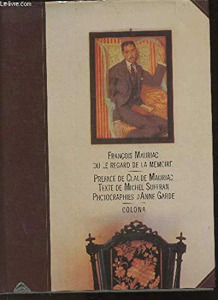 FRANÇOIS MAURIAC
OU LE REGARD DE LA MEMOIRE
PREFACE DE CLAUDE MAURIAC
TEXTE DE MICHEL SUFFRAN
PHOTOGRAPHIES D'ANNE GARDE
COLONA